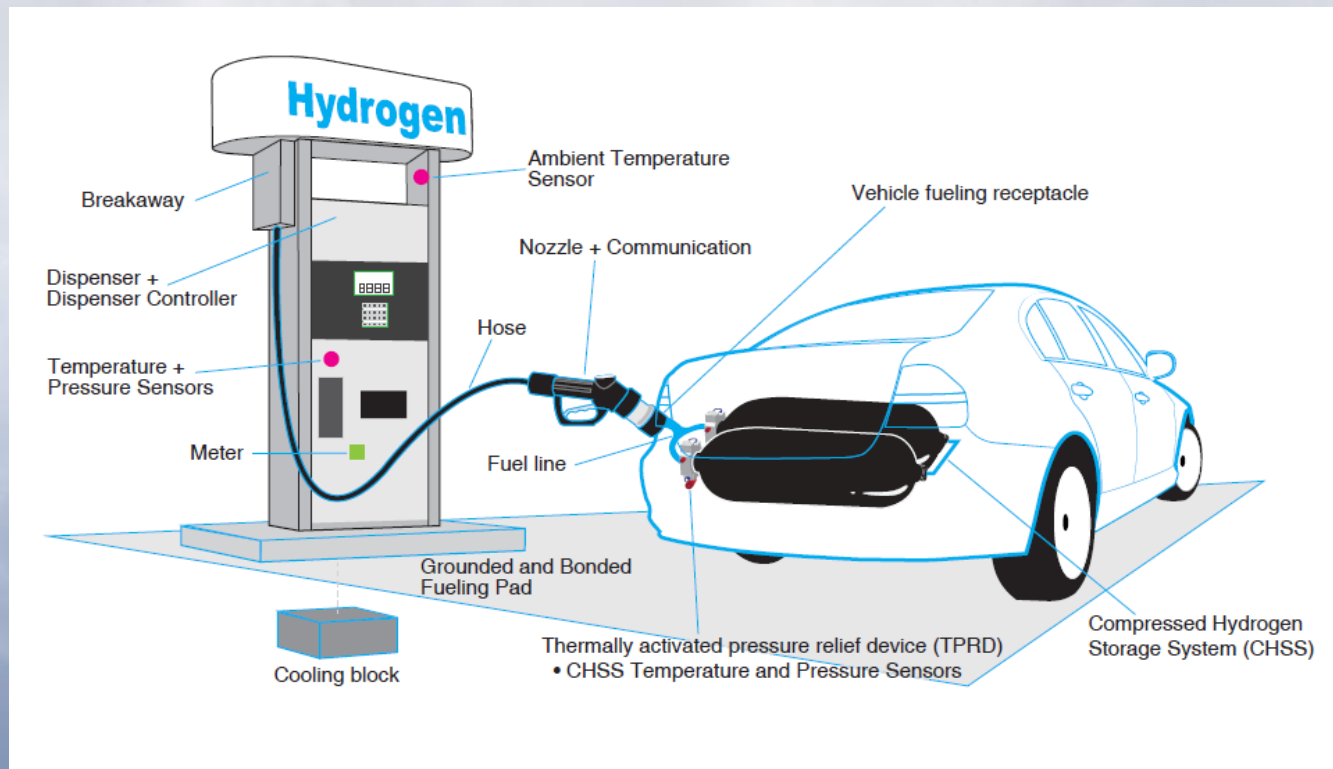 Hydrogen
Ambient Temperature
Sensor
Breakaway
Vehicle fueling receptacle
Nozzle + Communication
Dispenser +
Dispenser Controller
8888
Hose
Temperature +
Pressure Sensors
Meter
Fuel line
Grounded and Bonded
Fueling Pad
Thermally activated pressure relief device (TPRD)
• CHSS Temperature and Pressure Sensors
Compressed Hydrogen
Storage System (CHSS)
Cooling block